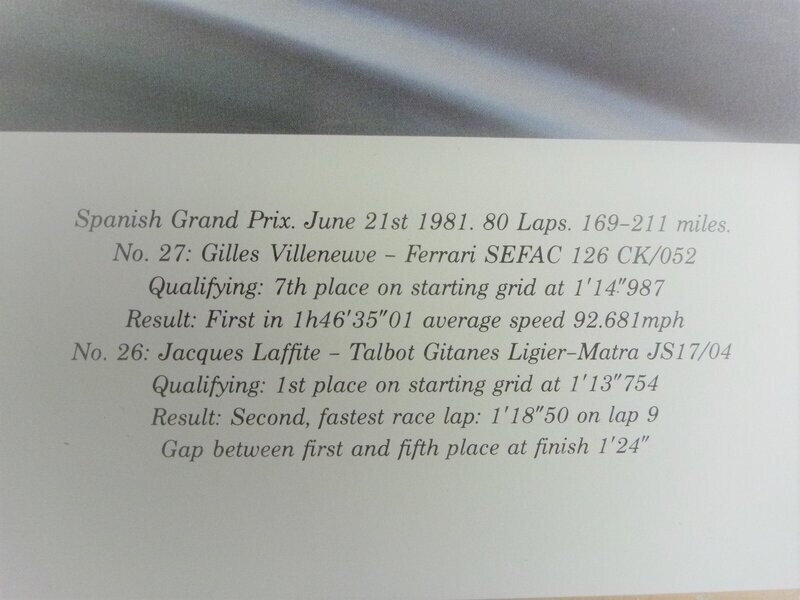 Spanish Grand Prix. June 21st 1981. 80 Laps. 169–211 miles.
No. 27: Gilles Villeneuve – Ferrari SEFAC 126 CK/052
Qualifying: 7th place on starting grid at 1'14"987
Result: First in 1h46'35"01 average speed 92.681mph
No. 26: Jacques Laffite – Talbot Gitanes Ligier–Matra JS17/04
Qualifying: 1st place on starting grid at 1'13"754
Result: Second, fastest race lap: 1'18"50 on lap 9
Gap between first and fifth place at finish 1'24"